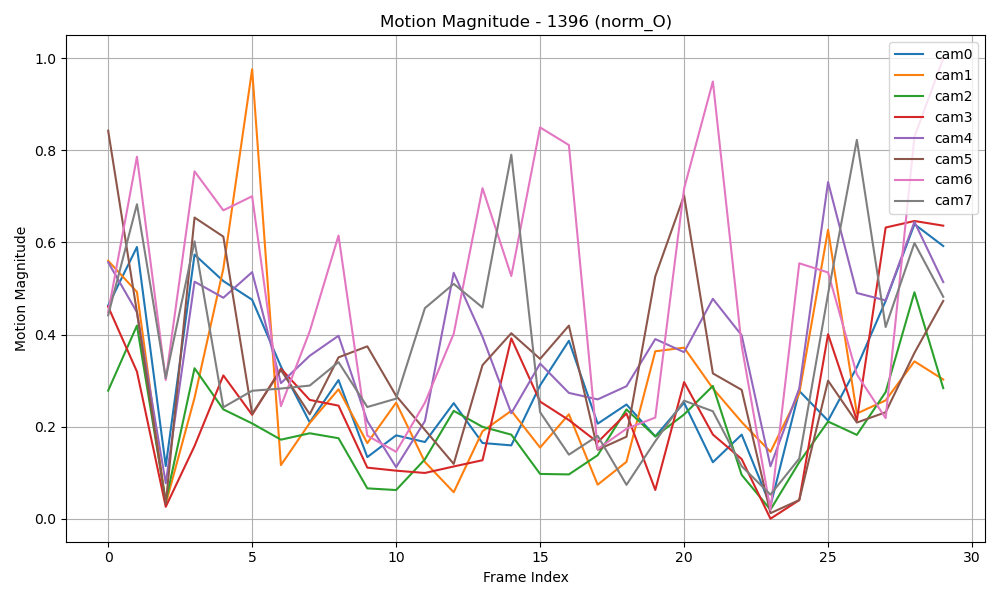 Motion Magnitude - 1396 (norm_O)
1.0
0.8
0.6
0.4
0.2
0.0
Motion Magnitude
0
5
10
15
20
25
30
Frame Index
cam0
cam1
cam2
cam3
cam4
cam5
cam6
cam7